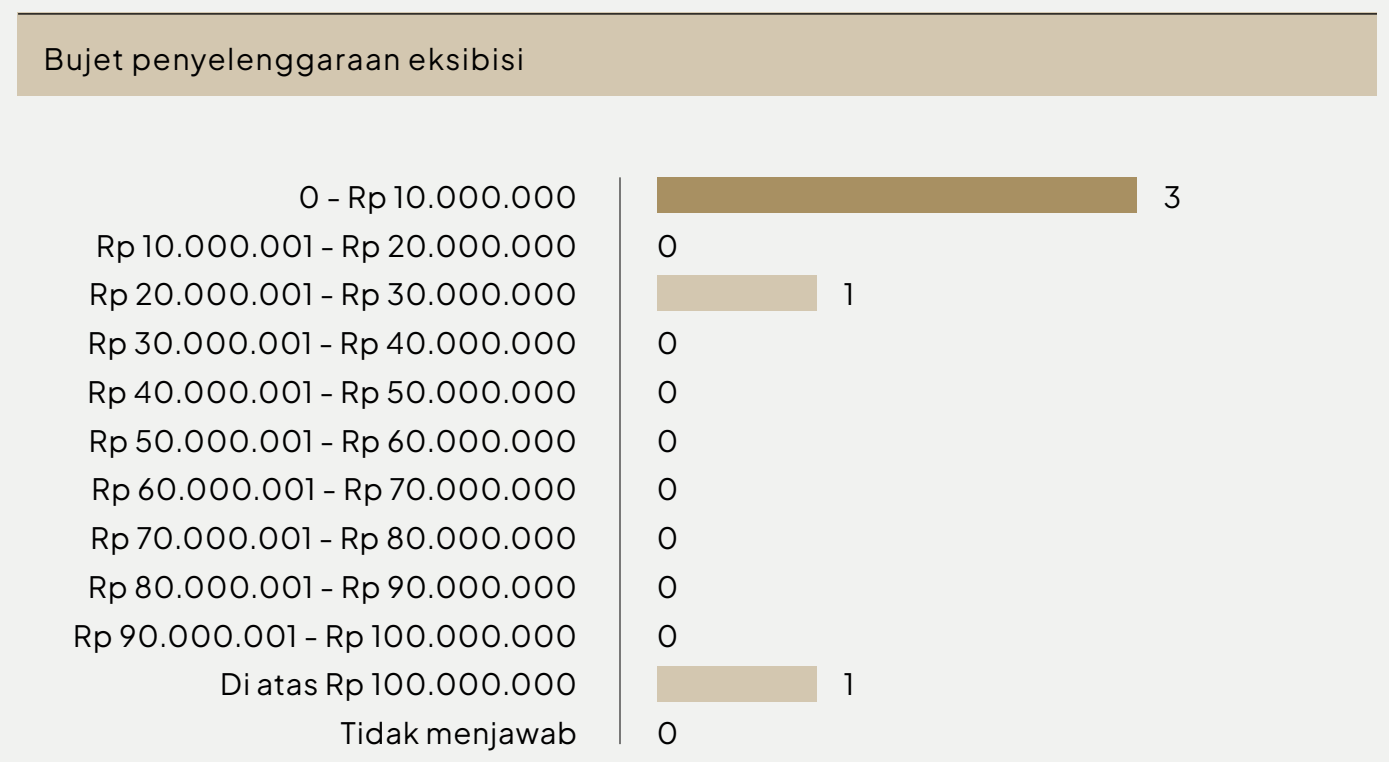 Bujet penyelenggaraan eksibisi
0 - Rp 10.000.000 3
Rp 10.000.001 - Rp 20.000.000 0
Rp 20.000.001 - Rp 30.000.000 1
Rp 30.000.001 - Rp 40.000.000 0
Rp 40.000.001 - Rp 50.000.000 0
Rp 50.000.001 - Rp 60.000.000 0
Rp 60.000.001 - Rp 70.000.000 0
Rp 70.000.001 - Rp 80.000.000 0
Rp 80.000.001 - Rp 90.000.000 0
Rp 90.000.001 - Rp 100.000.000 0
Di atas Rp 100.000.000 1
Tidak menjawab 0